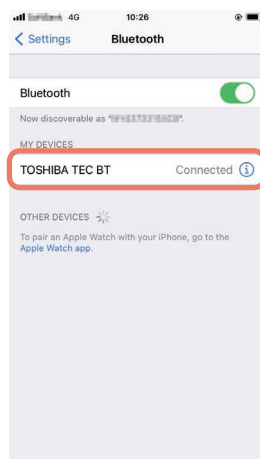 4G 10:26
Settings Bluetooth
Bluetooth
Now discoverable as "
MY DEVICES
TOSHIBA TEC BT Connected
OTHER DEVICES
To pair an Apple Watch with your iPhone, go to the
Apple Watch app.